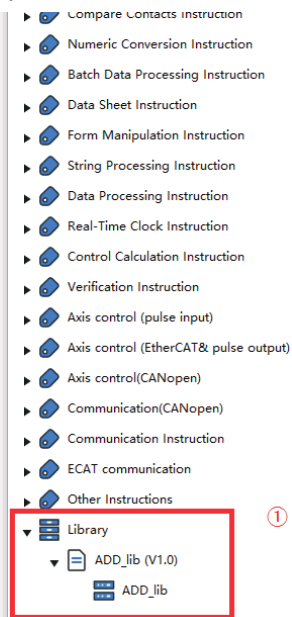 Compare Contacts Instruction
Numeric Conversion Instruction
Batch Data Processing Instruction
Data Sheet Instruction
Form Manipulation Instruction
String Processing Instruction
Data Processing Instruction
Real-Time Clock Instruction
Control Calculation Instruction
Verification Instruction
Axis control (pulse input)
Axis control (EtherCAT& pulse output)
Axis control(CANopen)
Communication(CANopen)
Communication Instruction
ECAT communication
Other Instructions
①
Library
ADD_lib (V1.0)
ADD_lib